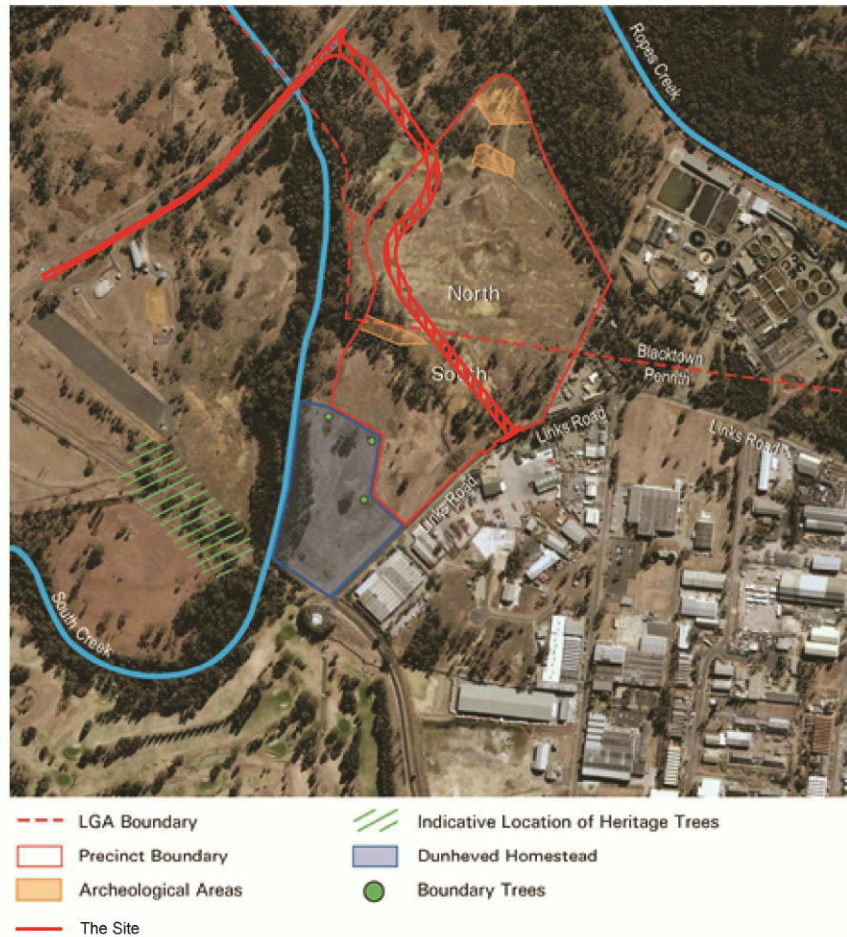 Ropes Creek
North
South
Blacktown
Penrith
Links Road
Links Road
Links Road
South Creek
LGA Boundary
Indicative Location of Heritage Trees
Precinct Boundary
Dunheved Homestead
Archeological Areas
Boundary Trees
The Site